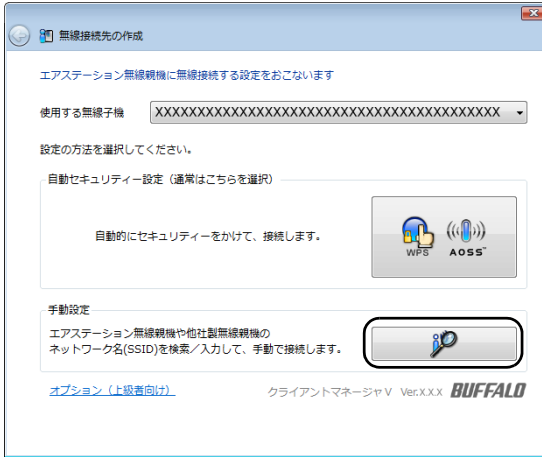 無線接続先の作成
エアステーション無線親機に無線接続する設定をおこないます
使用する無線子機 XXXXXXXXXXXXXXXXXXXXXXXXXXXXXXXXXXXXXXXXX
設定の方法を選択してください。
自動セキュリティー設定（通常はこちらを選択）
自動的にセキュリティーをかけて、接続します。
WPS AOSS™
手動設定
エアステーション無線親機や他社製無線親機の
ネットワーク名(SSID)を検索／入力して、手動で接続します。
オプション（上級者向け）
クライアントマネージャ V Ver.X.X.X BUFFALO